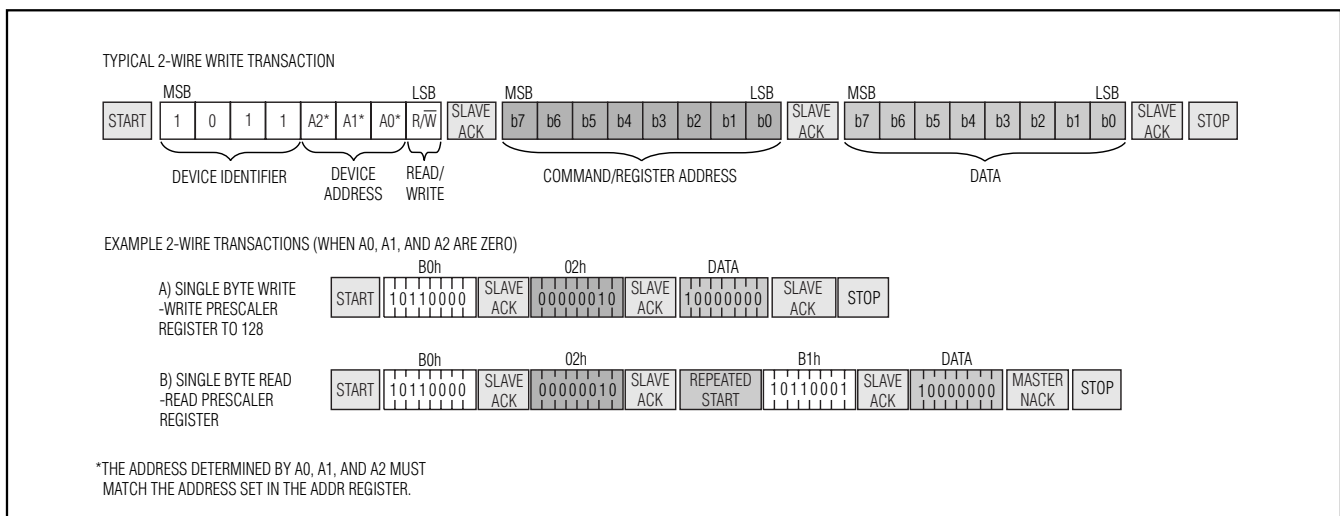 TYPICAL 2-WIRE WRITE TRANSACTION
MSB LSB MSB LSB MSB LSB
START 1 0 1 1 A2* A1* A0* R/W̅ SLAVE ACK b7 b6 b5 b4 b3 b2 b1 b0 SLAVE ACK b7 b6 b5 b4 b3 b2 b1 b0 SLAVE ACK STOP
DEVICE IDENTIFIER DEVICE ADDRESS READ/WRITE COMMAND/REGISTER ADDRESS DATA
EXAMPLE 2-WIRE TRANSACTIONS (WHEN A0, A1, AND A2 ARE ZERO)
B0h 02h DATA
A) SINGLE BYTE WRITE
-WRITE PRESCALER
REGISTER TO 128
START 10110000 SLAVE ACK 00000010 SLAVE ACK 10000000 SLAVE ACK STOP
B0h 02h B1h DATA
B) SINGLE BYTE READ
-READ PRESCALER
REGISTER
START 10110000 SLAVE ACK 00000010 SLAVE ACK REPEATED START 10110001 SLAVE ACK 10000000 MASTER NACK STOP
*THE ADDRESS DETERMINED BY A0, A1, AND A2 MUST
MATCH THE ADDRESS SET IN THE ADDR REGISTER.